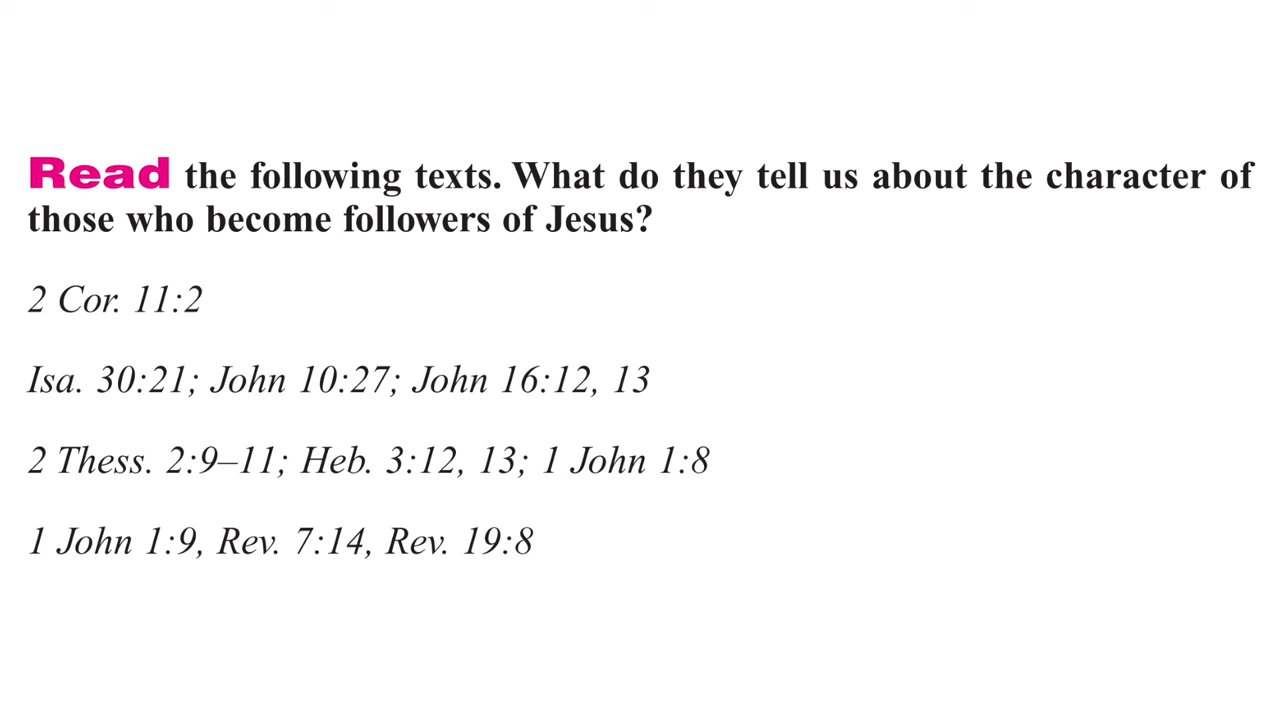 Read the following texts. What do they tell us about the character of
those who become followers of Jesus?
2 Cor. 11:2
Isa. 30:21; John 10:27; John 16:12, 13
2 Thess. 2:9–11; Heb. 3:12, 13; 1 John 1:8
1 John 1:9, Rev. 7:14, Rev. 19:8